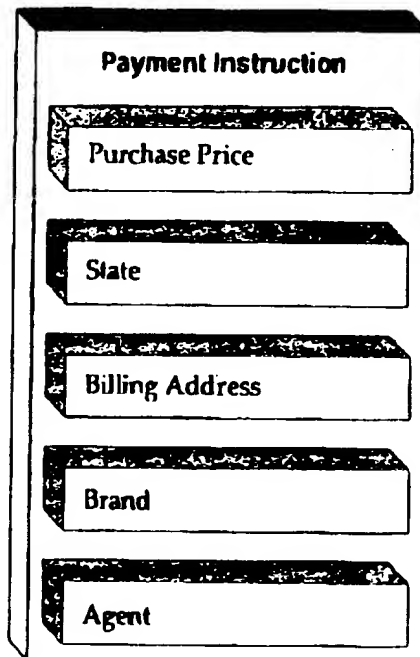 Payment Instruction
Purchase Price
State
Billing Address
Brand
Agent